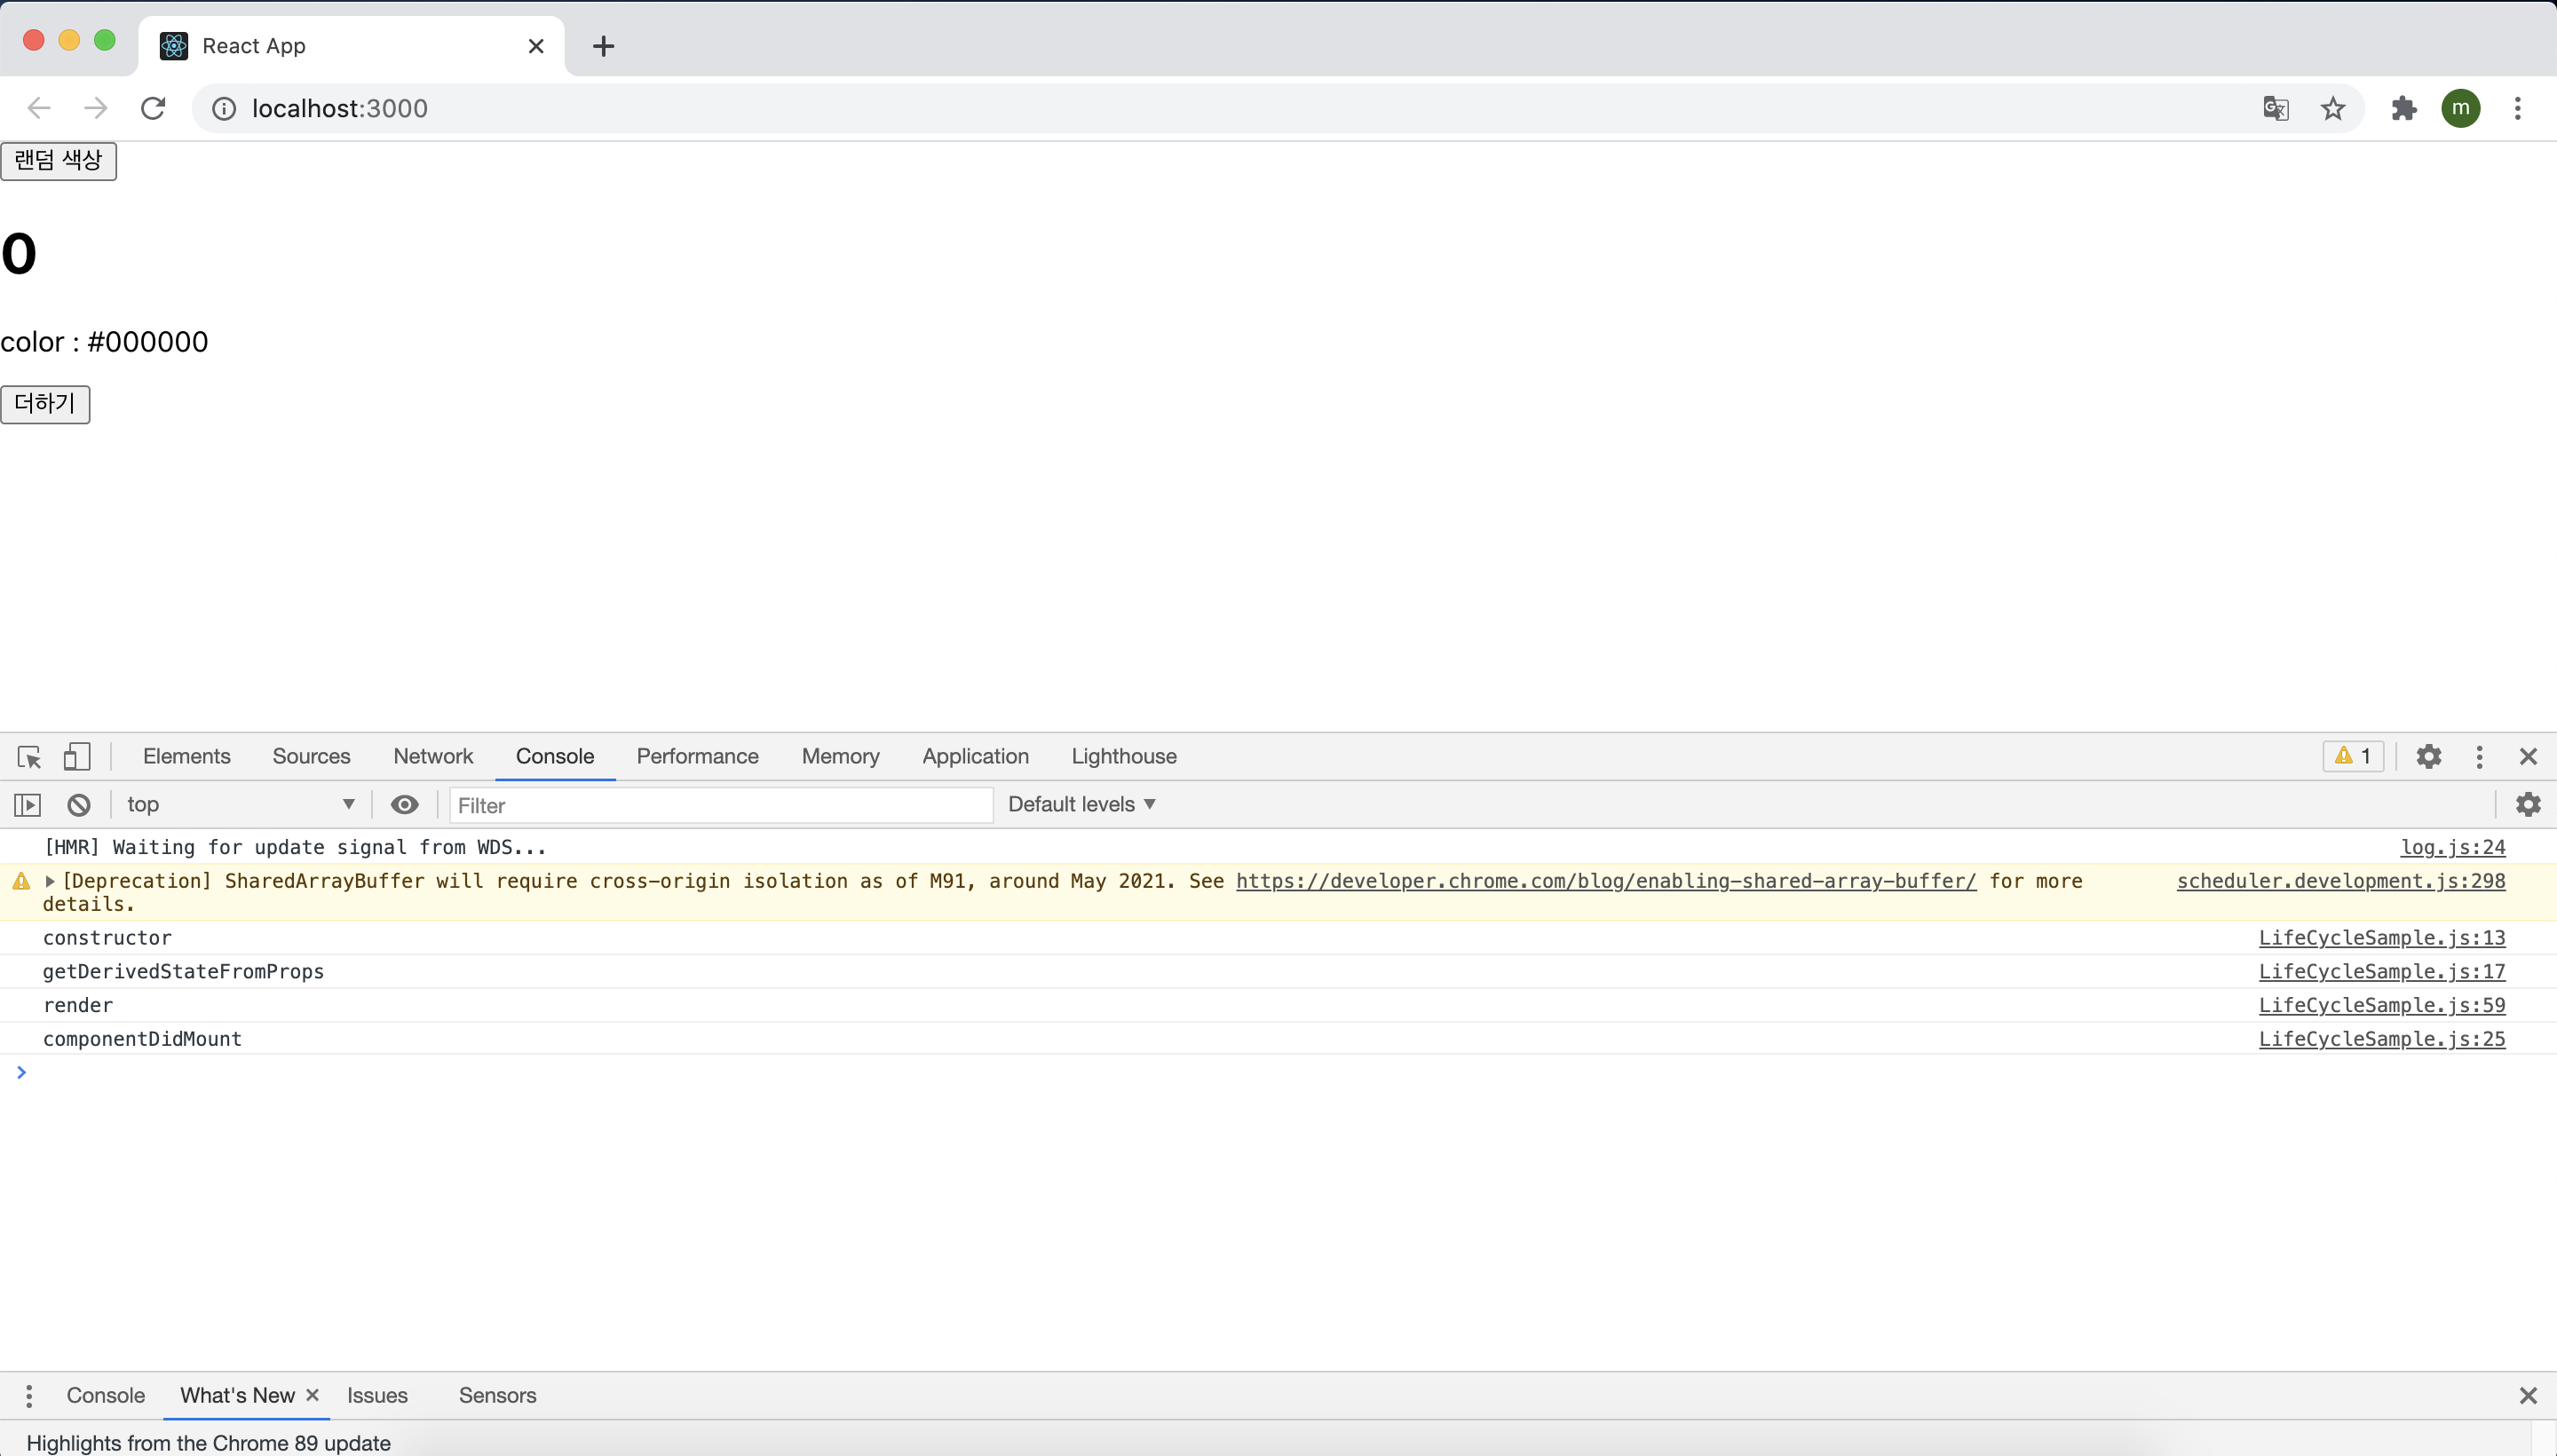 React App
localhost:3000
m
랜덤 색상
0
color : #000000
더하기
Elements Sources Network Console Performance Memory Application Lighthouse 1
top Filter Default levels
[HMR] Waiting for update signal from WDS... log.js:24
[Deprecation] SharedArrayBuffer will require cross-origin isolation as of M91, around May 2021. See https://developer.chrome.com/blog/enabling-shared-array-buffer/ for more scheduler.development.js:298
details.
constructor LifeCycleSample.js:13
getDerivedStateFromProps LifeCycleSample.js:17
render LifeCycleSample.js:59
componentDidMount LifeCycleSample.js:25
Console What's New Issues Sensors
Highlights from the Chrome 89 update